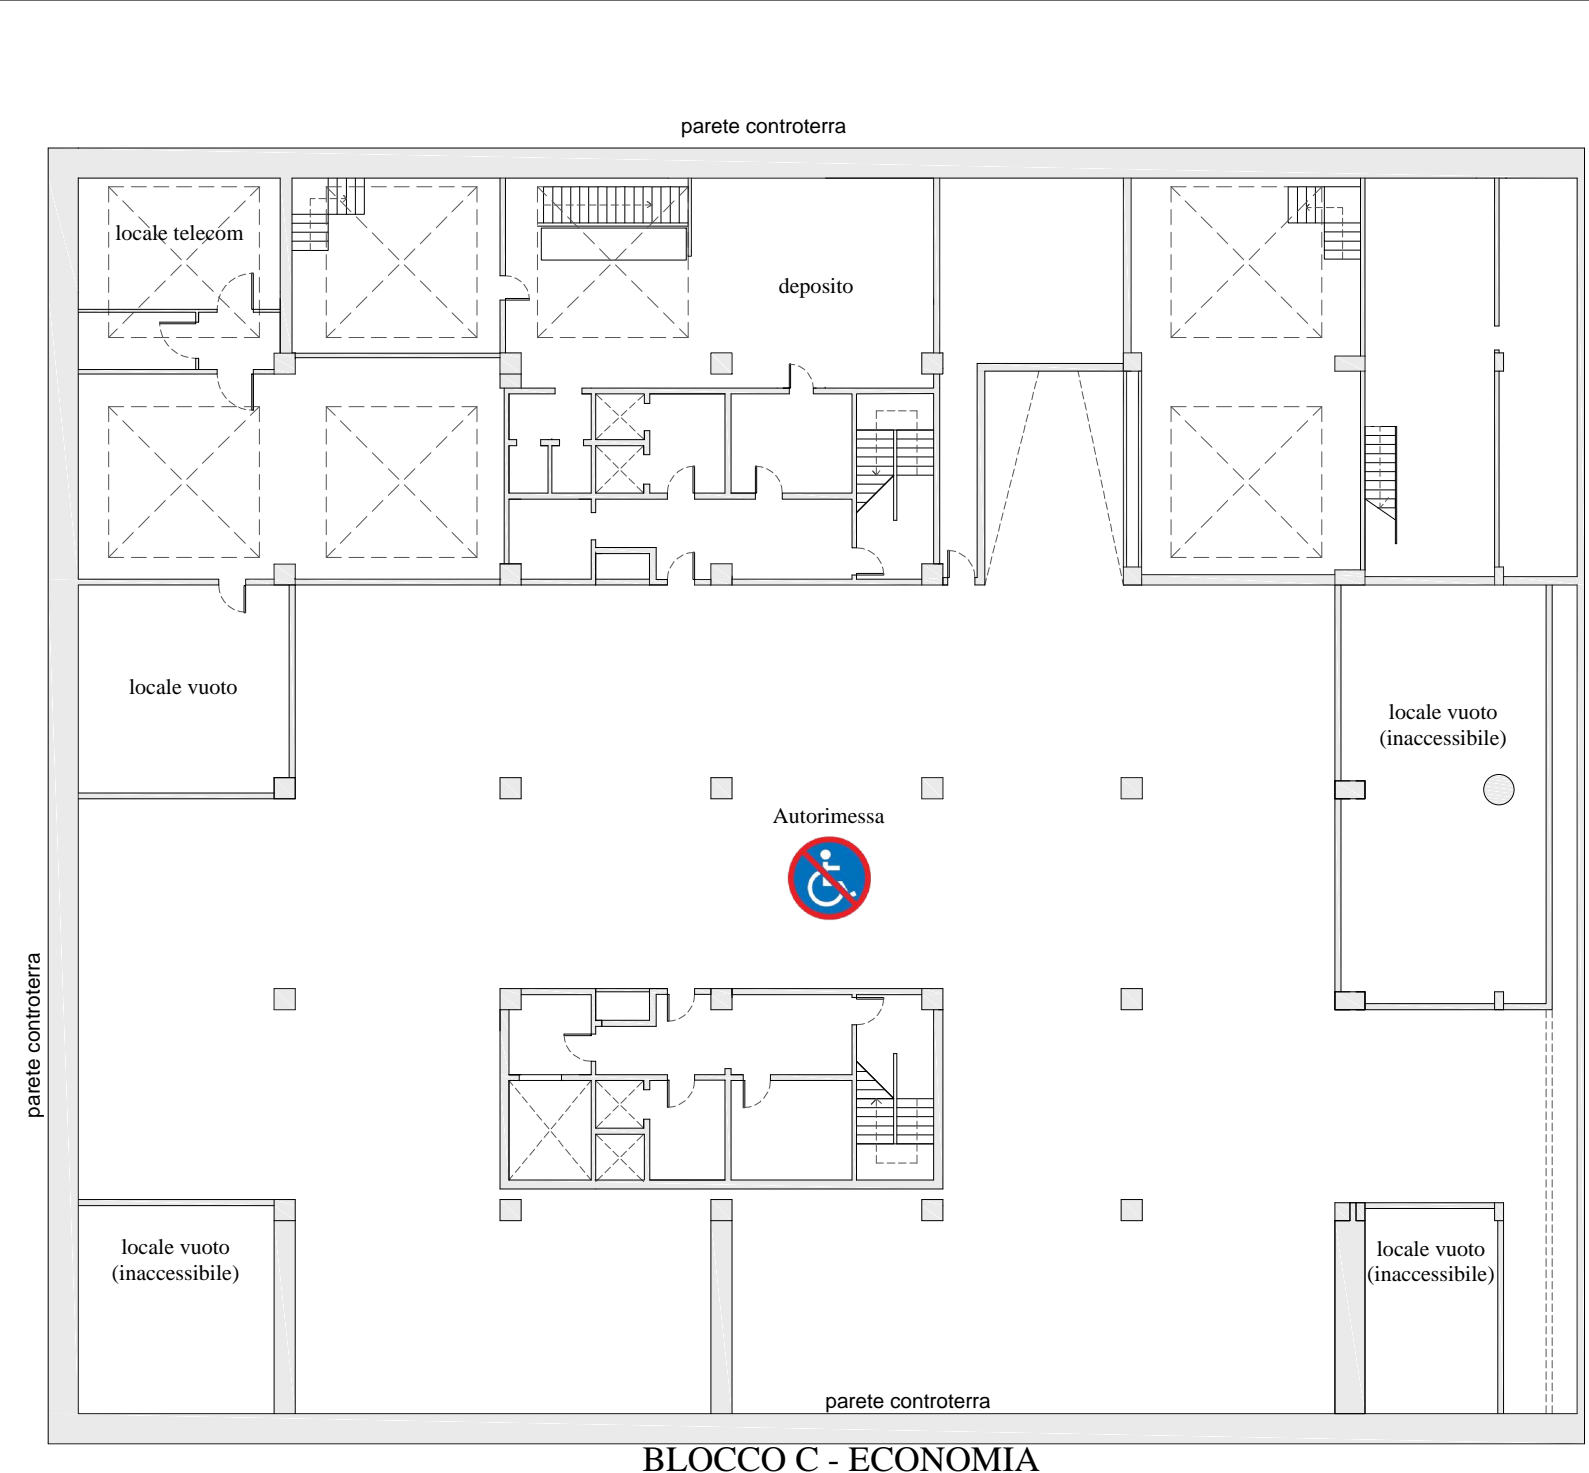 parete controterra
locale telecom
deposito
locale vuoto
locale vuoto
(inaccessibile)
Autorimessa
parete controterra
locale vuoto
(inaccessibile)
locale vuoto
(inaccessibile)
parete controterra
BLOCCO C - ECONOMIA